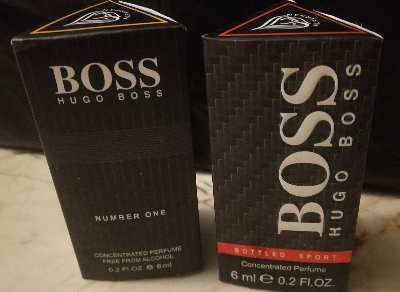 BOSS
HUGO BOSS
NUMBER ONE
CONCENTRATED PERFUME
FREE FROM ALCOHOL
0.2 FL.OZ. ℮ 6ml
BOSS
HUGO BOSS
BOTTLED SPORT
Concentrated Perfume
6 ml ℮ 0.2 Fl.OZ.